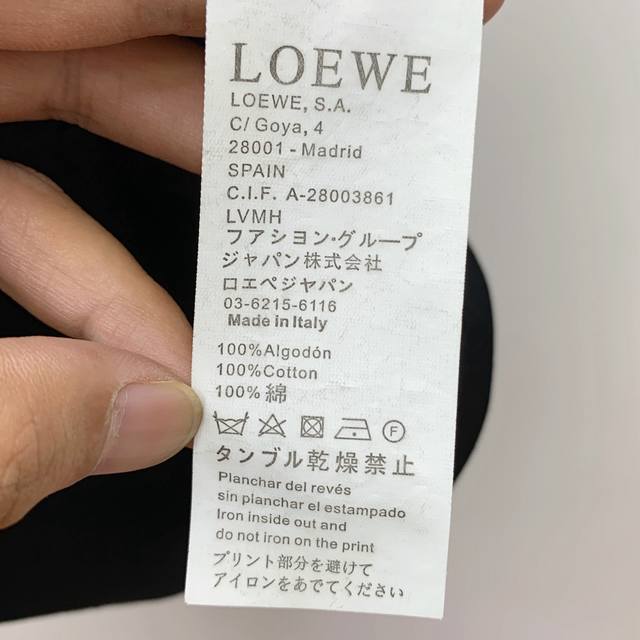 LOEWE
LOEWE, S.A.
C/ Goya, 4
28001 - Madrid
SPAIN
C.I.F. A-28003861
LVMH
フアシヨン·グループ
ジャパン株式会社
ロエペジャパン
03-6215-6116
Made in Italy
100%Algodón
100%Cotton
100% 綿
F
タンブル乾燥禁止
Planchar del revés
sin planchar el estampado
Iron inside out and
do not iron on the print
プリント部分を避けて
アイロンをあでてください